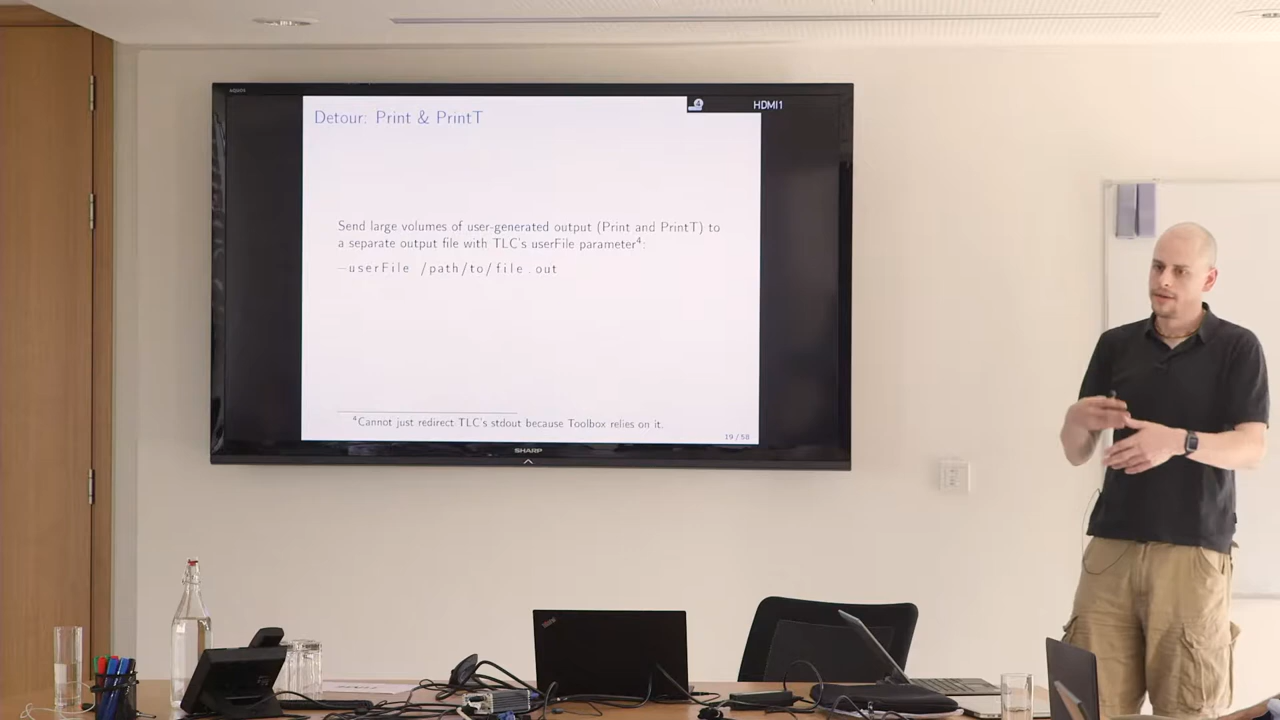 HDMI1
Detour: Print & PrintT
Send large volumes of user-generated output (Print and PrintT) to
a separate output file with TLC's userFile parameter⁴:
−userFile /path/to/file.out
⁴Cannot just redirect TLC's stdout because Toolbox relies on it.
19 / 58
SHARP